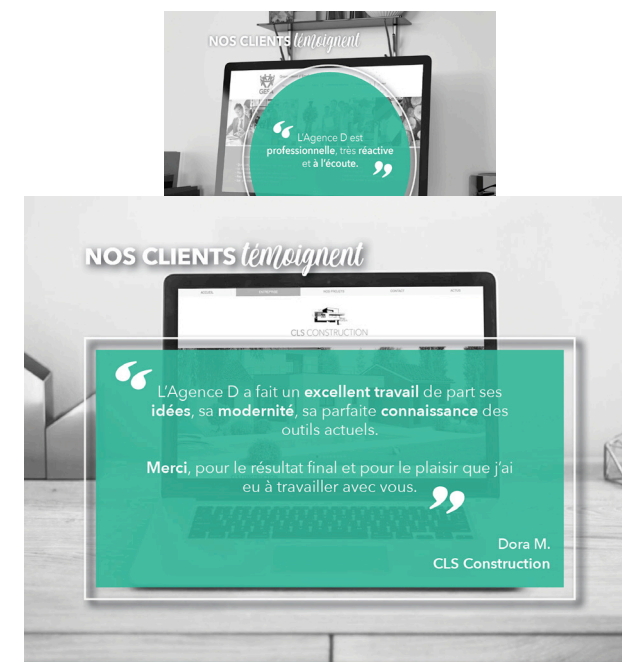 NOS CLIENTS témoignent
L'Agence D est
professionnelle, très réactive
et à l'écoute.
NOS CLIENTS témoignent
CLS CONSTRUCTION
L'Agence D a fait un excellent travail de part ses
idées, sa modernité, sa parfaite connaissance des
outils actuels.
Merci, pour le résultat final et pour le plaisir que j'ai
eu à travailler avec vous.
Dora M.
CLS Construction